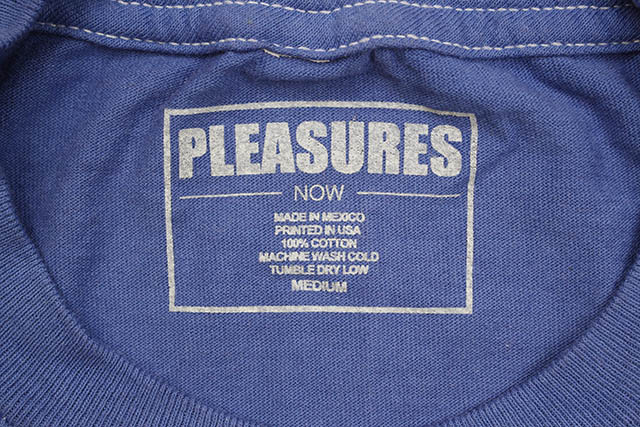 PLEASURES
NOW
MADE IN MEXICO
PRINTED IN USA
100% COTTON
MACHINE WASH COLD
TUMBLE DRY LOW
MEDIUM